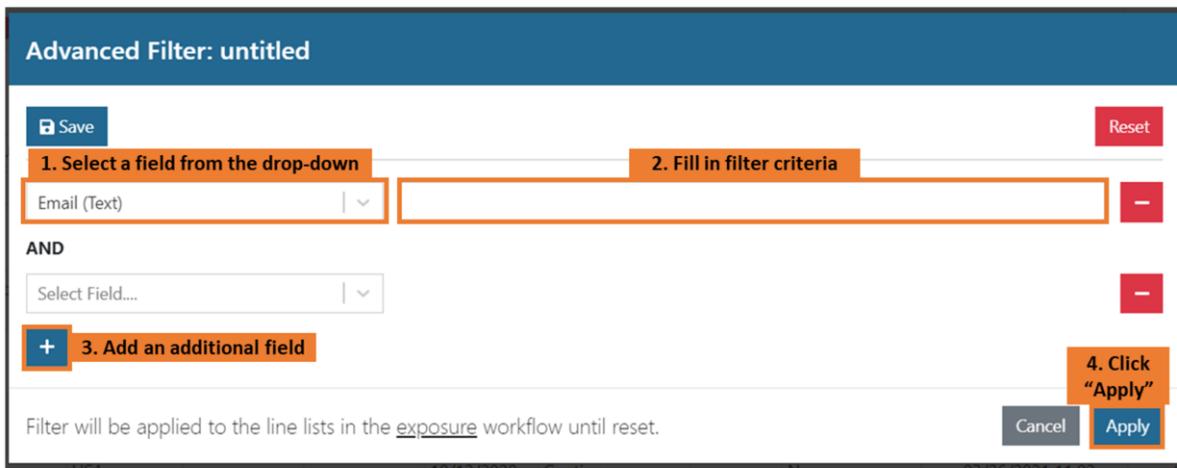 Advanced Filter: untitled
Save
Reset
1. Select a field from the drop-down
2. Fill in filter criteria
Email (Text)
AND
Select Field....
+ 3. Add an additional field
4. Click
"Apply"
Filter will be applied to the line lists in the exposure workflow until reset.
Cancel
Apply